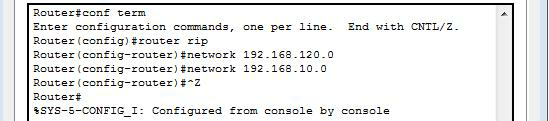 Router#conf term
Enter configuration commands, one per line.  End with CNTL/Z.
Router(config)#router rip
Router(config-router)#network 192.168.120.0
Router(config-router)#network 192.168.10.0
Router(config-router)#^Z
Router#
%SYS-5-CONFIG_I: Configured from console by console